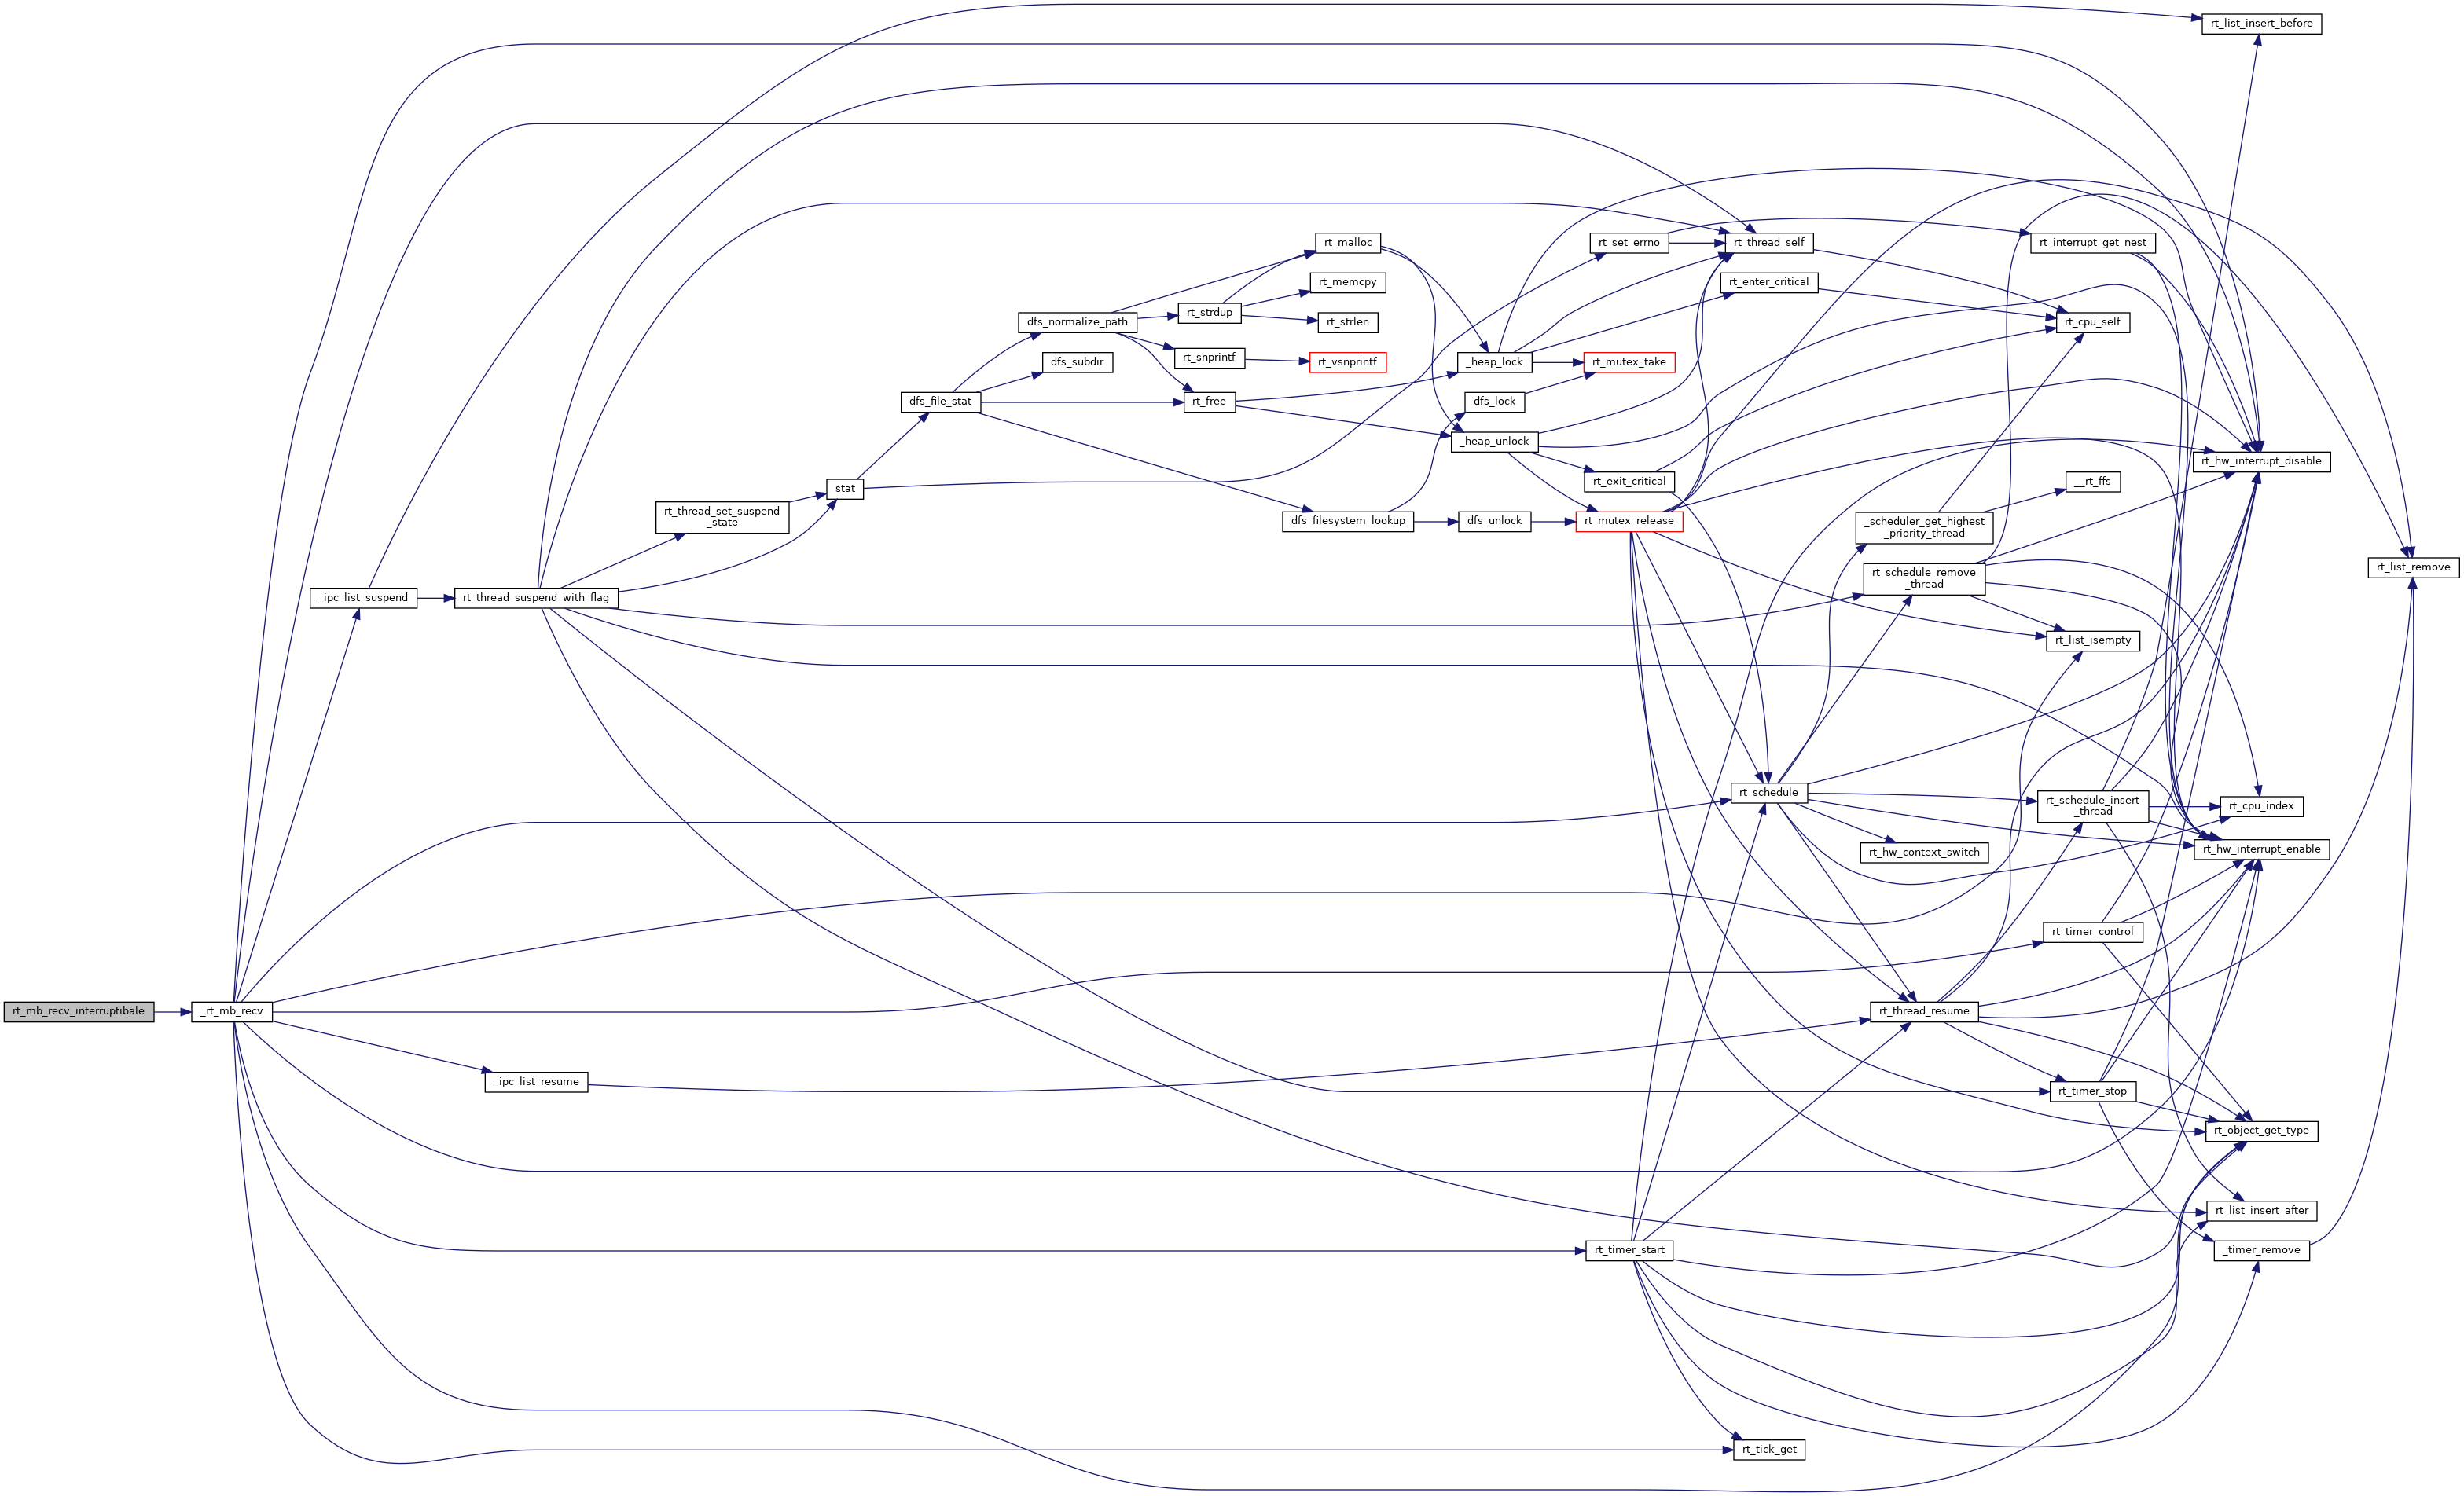 rt_list_insert_before
rt_malloc
rt_set_errno
rt_thread_self
rt_interrupt_get_nest
rt_memcpy
rt_enter_critical
dfs_normalize_path
rt_strdup
rt_strlen
rt_cpu_self
dfs_subdir
rt_snprintf
rt_vsnprintf
_heap_lock
rt_mutex_take
dfs_file_stat
rt_free
dfs_lock
_heap_unlock
rt_hw_interrupt_disable
stat
rt_exit_critical
__rt_ffs
rt_thread_set_suspend
_state
dfs_filesystem_lookup
dfs_unlock
rt_mutex_release
_scheduler_get_highest
_priority_thread
rt_list_remove
rt_schedule_remove
_thread
_ipc_list_suspend
rt_thread_suspend_with_flag
rt_list_isempty
rt_schedule
rt_schedule_insert
_thread
rt_cpu_index
rt_hw_context_switch
rt_hw_interrupt_enable
rt_timer_control
rt_mb_recv_interruptibale
_rt_mb_recv
rt_thread_resume
_ipc_list_resume
rt_timer_stop
rt_object_get_type
rt_list_insert_after
rt_timer_start
_timer_remove
rt_tick_get